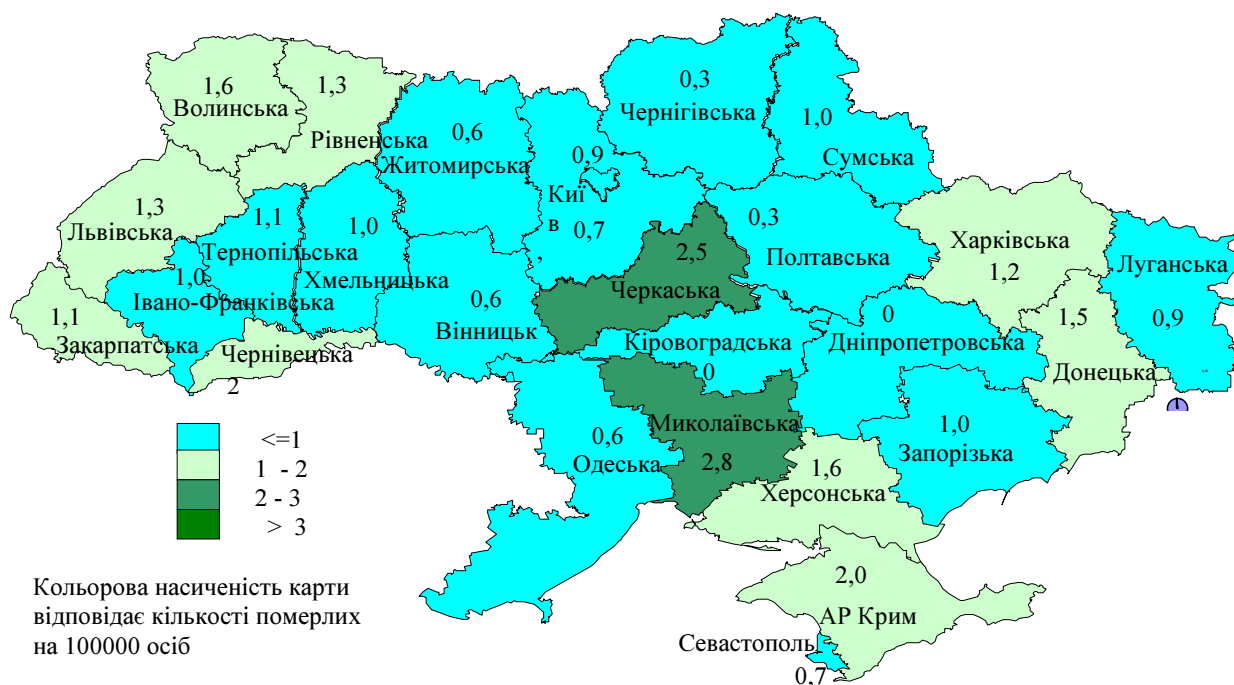 1,6
Волинська
1,3
Рівненська
0,6
Житомирська
0,9
Киї
в
0,7
,
0,3
Чернігівська
1,0
Сумська
1,3
Львівська
1,1
Тернопільська
1,0
Хмельницька
1,0
Івано-Франківська
1,1
Закарпатська
Чернівецька
2
0,6
Вінницьк
2,5
Черкаська
0,3
Полтавська
Харківська
1,2
Луганська
0,9
Кіровоградська
0
0
Дніпропетровська
1,5
Донецька
Миколаївська
2,8
0,6
Одеська
1,6
Херсонська
1,0
Запорізька
2,0
АР Крим
Севастополь
0,7
<=1
1 - 2
2 - 3
> 3
Кольорова насиченість карти
відповідає кількості померлих
на 100000 осіб